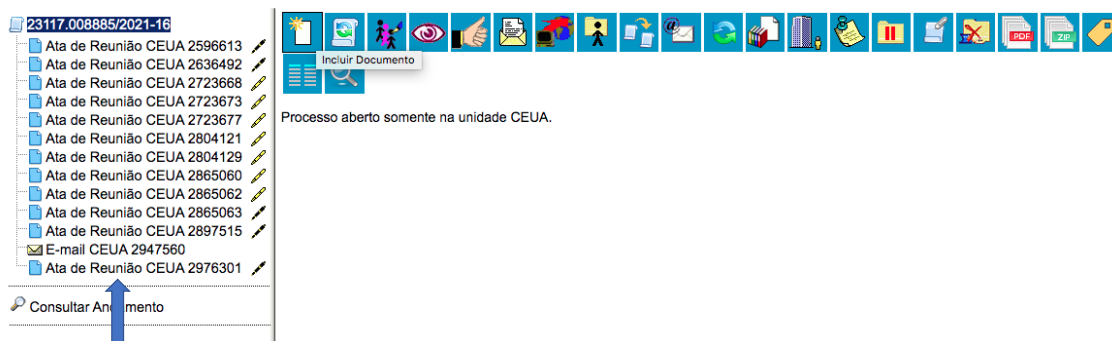 23117.008885/2021-16
Ata de Reunião CEUA 2596613
Ata de Reunião CEUA 2636492
Ata de Reunião CEUA 2723668
Ata de Reunião CEUA 2723673
Ata de Reunião CEUA 2723677
Ata de Reunião CEUA 2804121
Ata de Reunião CEUA 2804129
Ata de Reunião CEUA 2865060
Ata de Reunião CEUA 2865062
Ata de Reunião CEUA 2865063
Ata de Reunião CEUA 2897515
E-mail CEUA 2947560
Ata de Reunião CEUA 2976301
Consultar An mento
Incluir Documento
PDF
ZIP
Processo aberto somente na unidade CEUA.